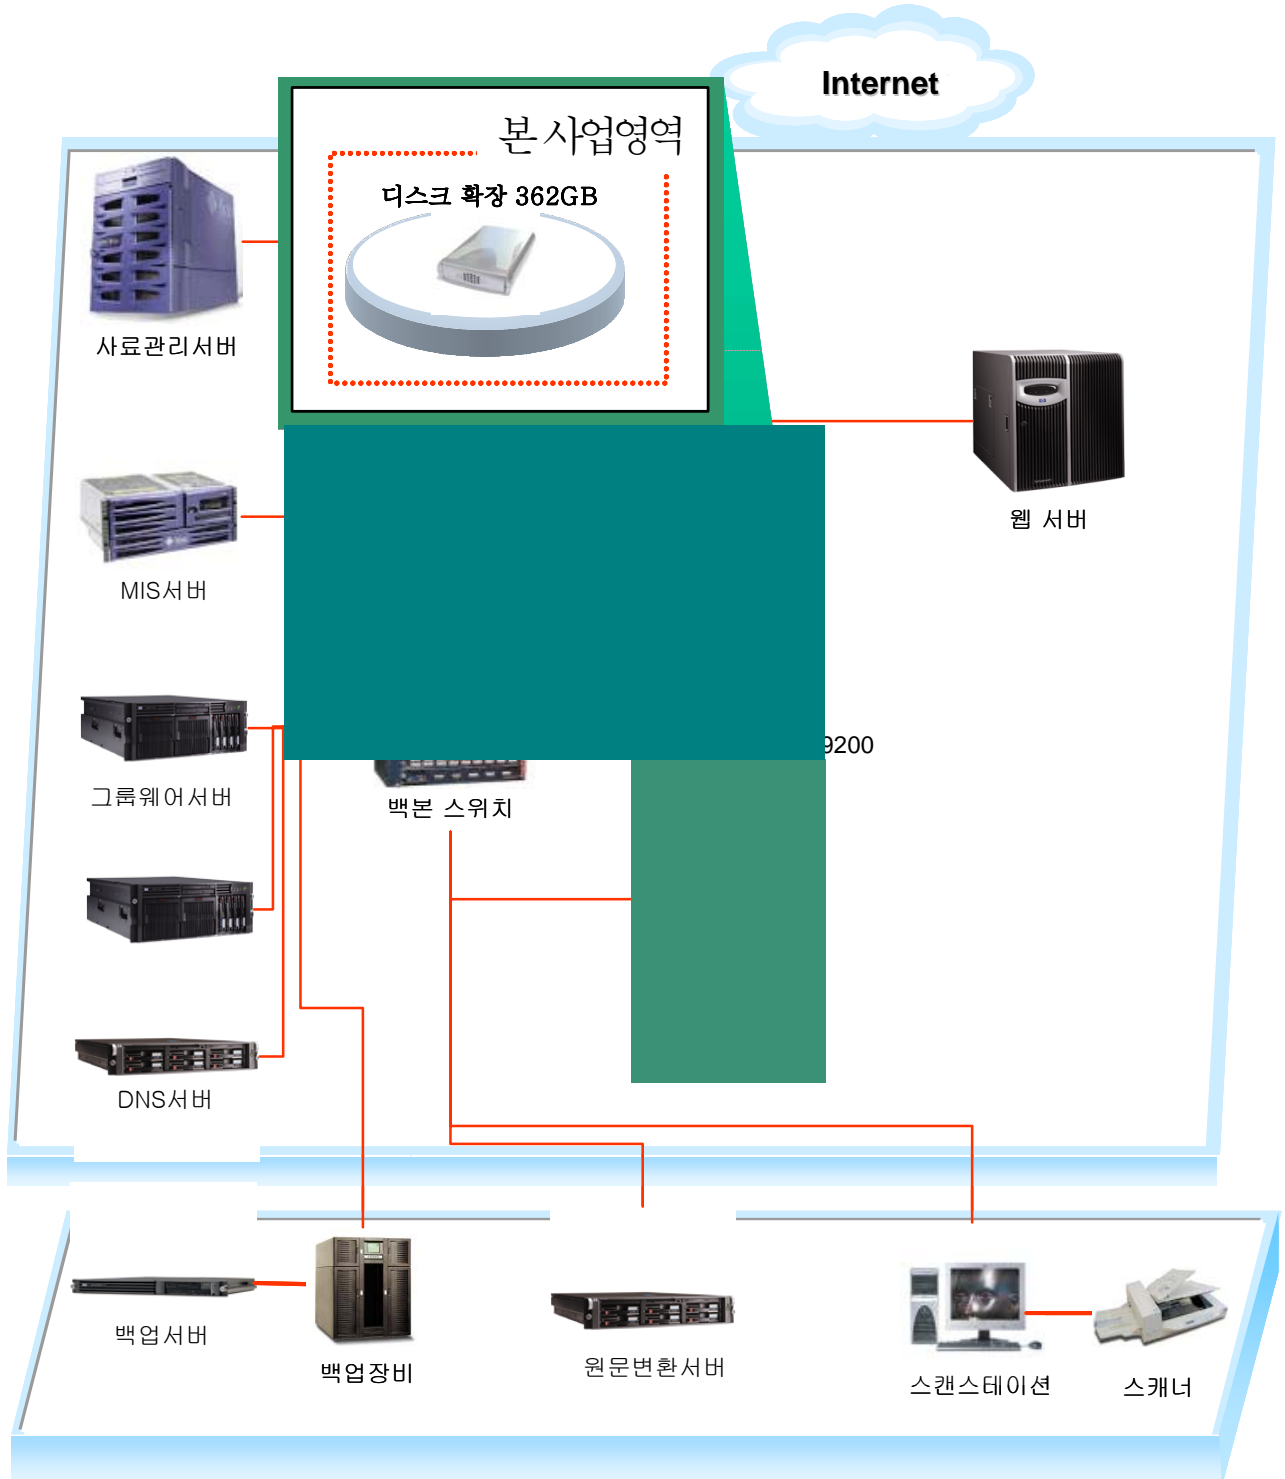 Internet
본 사업영역
디스크 확장 362GB
사료관리서버
웹 서버
MIS서버
9200
그룹웨어서버
백본 스위치
DNS서버
백업서버
백업장비
원문변환서버
스캔스테이션
스캐너